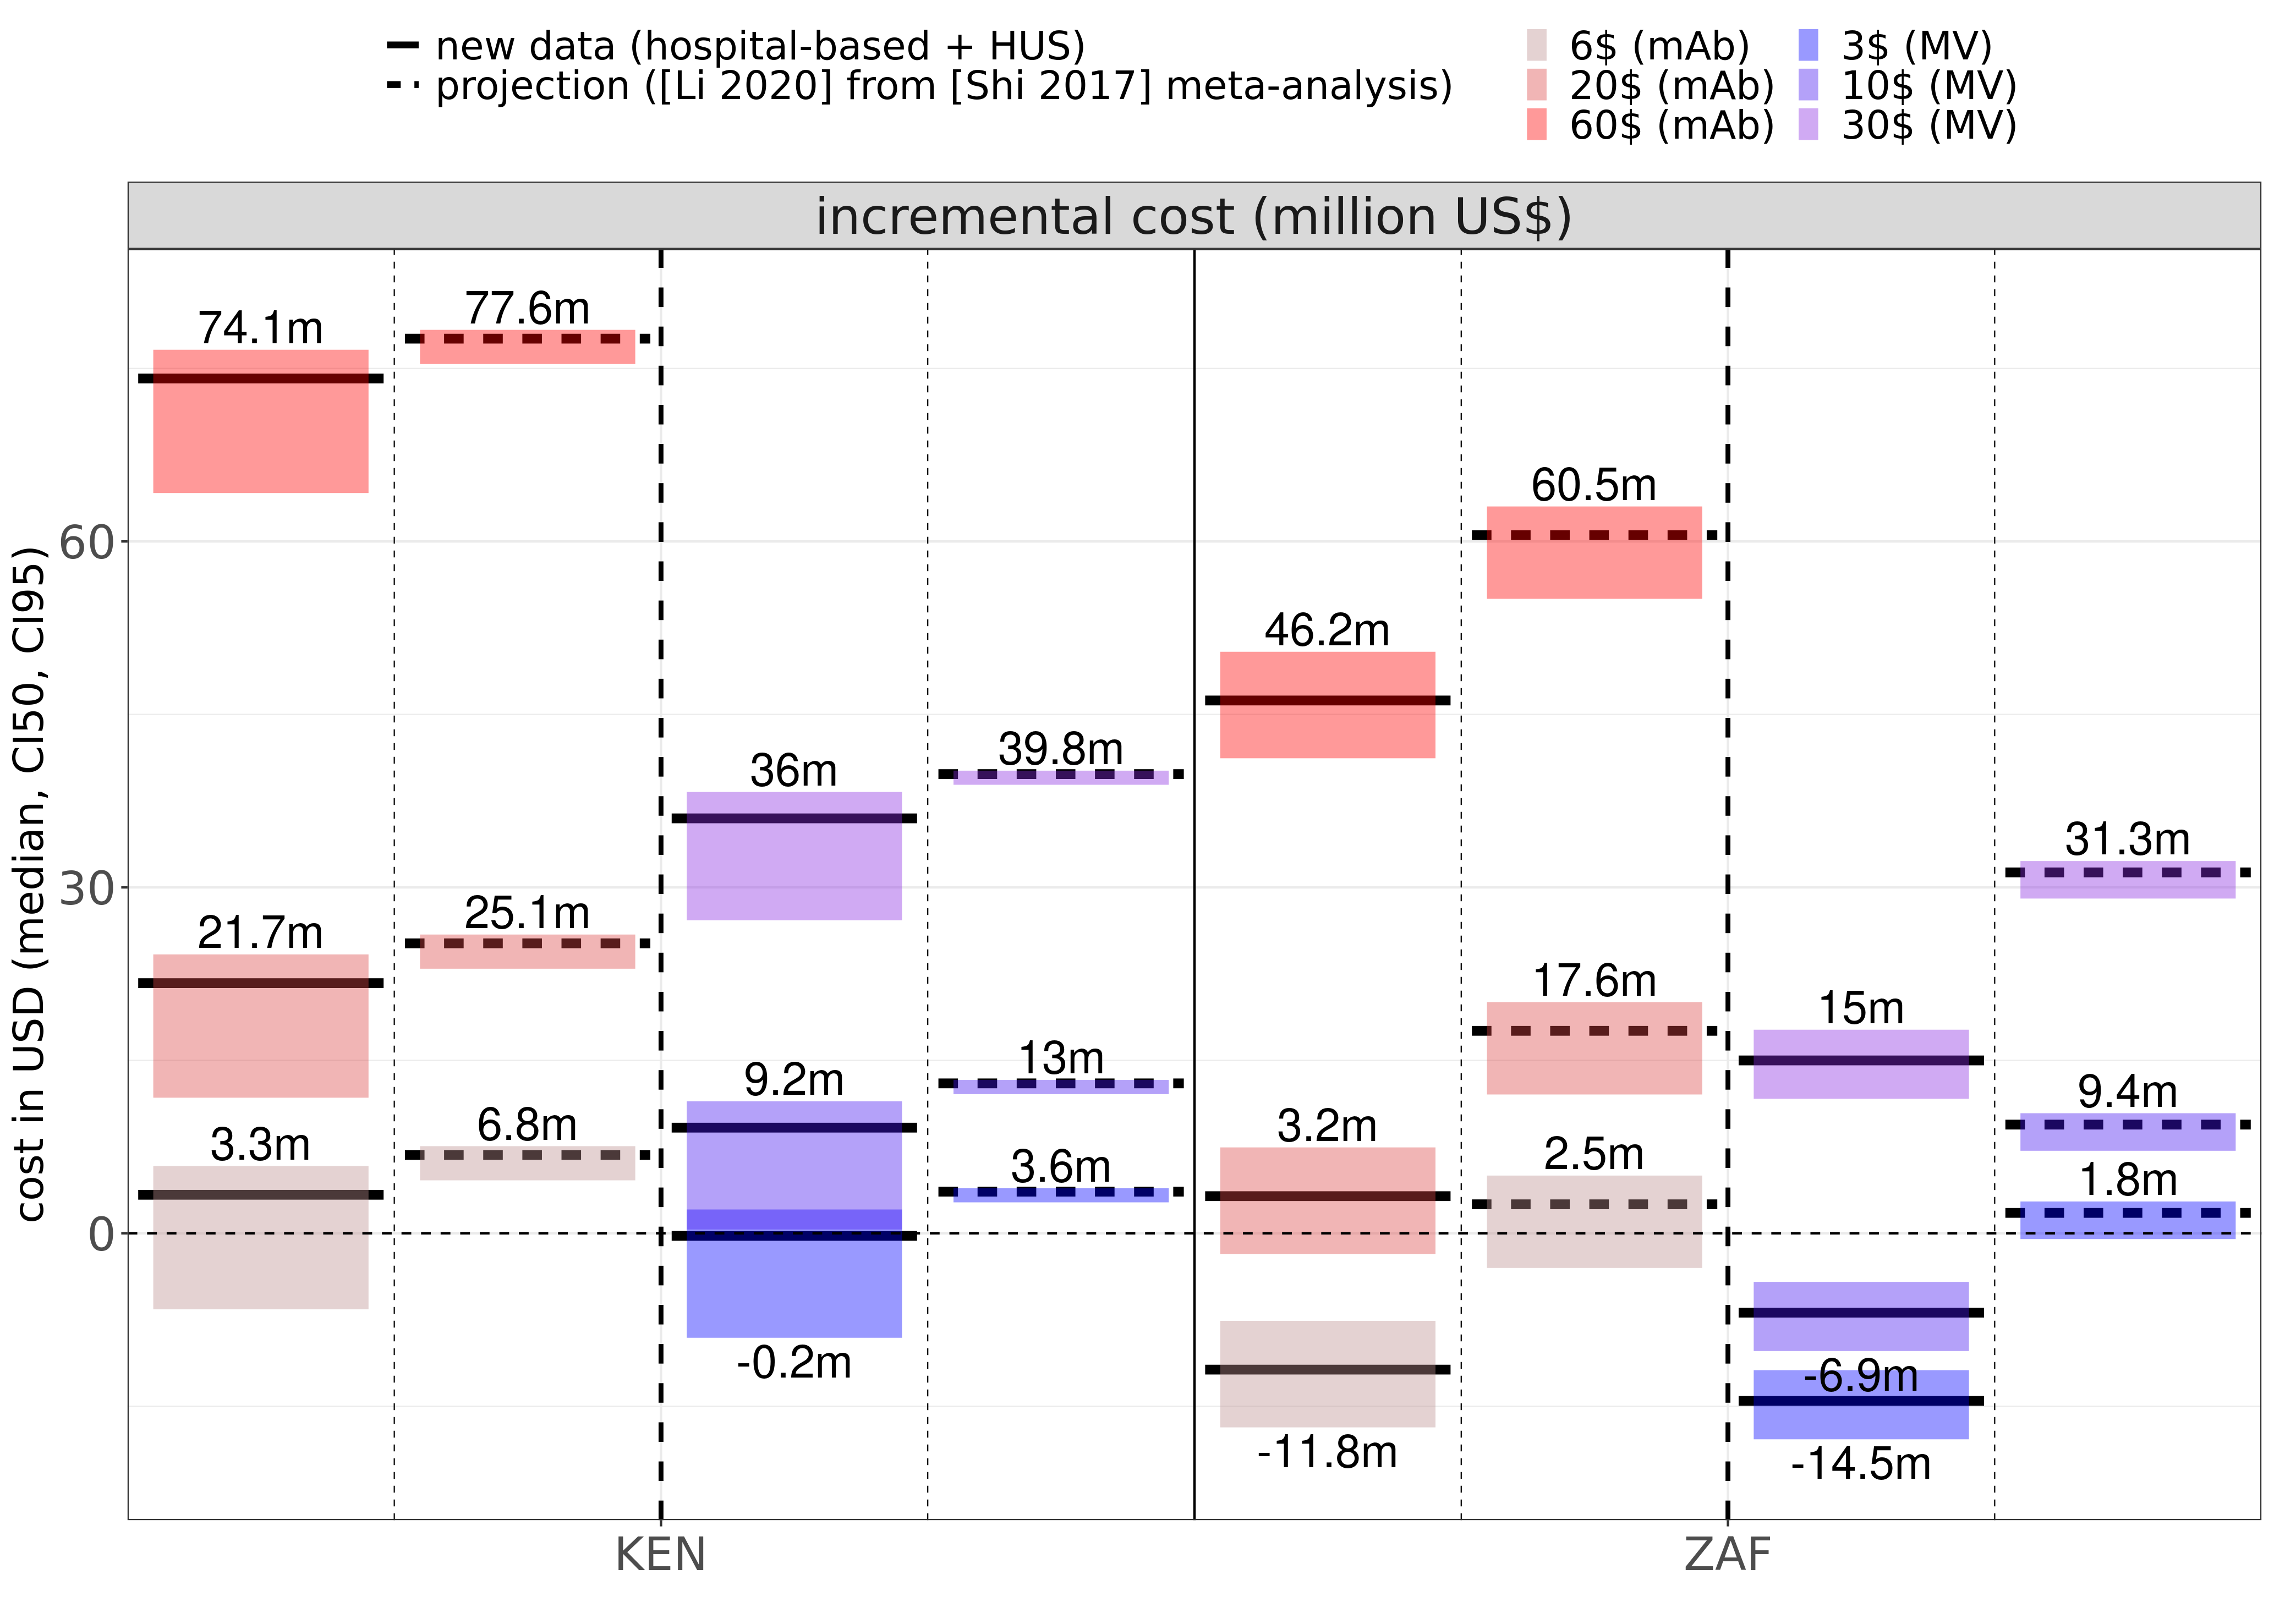 new data (hospital-based + HUS)
projection ([Li 2020] from [Shi 2017] meta-analysis)
6$ (mAb)
20$ (mAb)
60$ (mAb)
3$ (MV)
10$ (MV)
30$ (MV)
incremental cost (million US$)
cost in USD (median, CI50, CI95)
60
30
0
74.1m
77.6m
21.7m
25.1m
3.3m
6.8m
36m
39.8m
9.2m
13m
3.6m
-0.2m
46.2m
60.5m
3.2m
17.6m
2.5m
-11.8m
15m
31.3m
9.4m
1.8m
-6.9m
-14.5m
KEN
ZAF